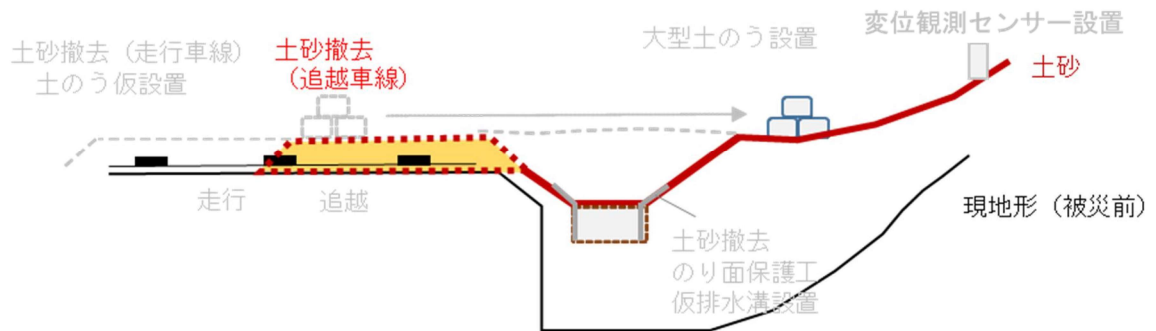 土砂撤去（走行車線）
土のう仮設置
土砂撤去
（追越車線）
大型土のう設置
変位観測センサー設置
土砂
走行
追越
現地形（被災前）
土砂撤去
のり面保護工
仮排水溝設置